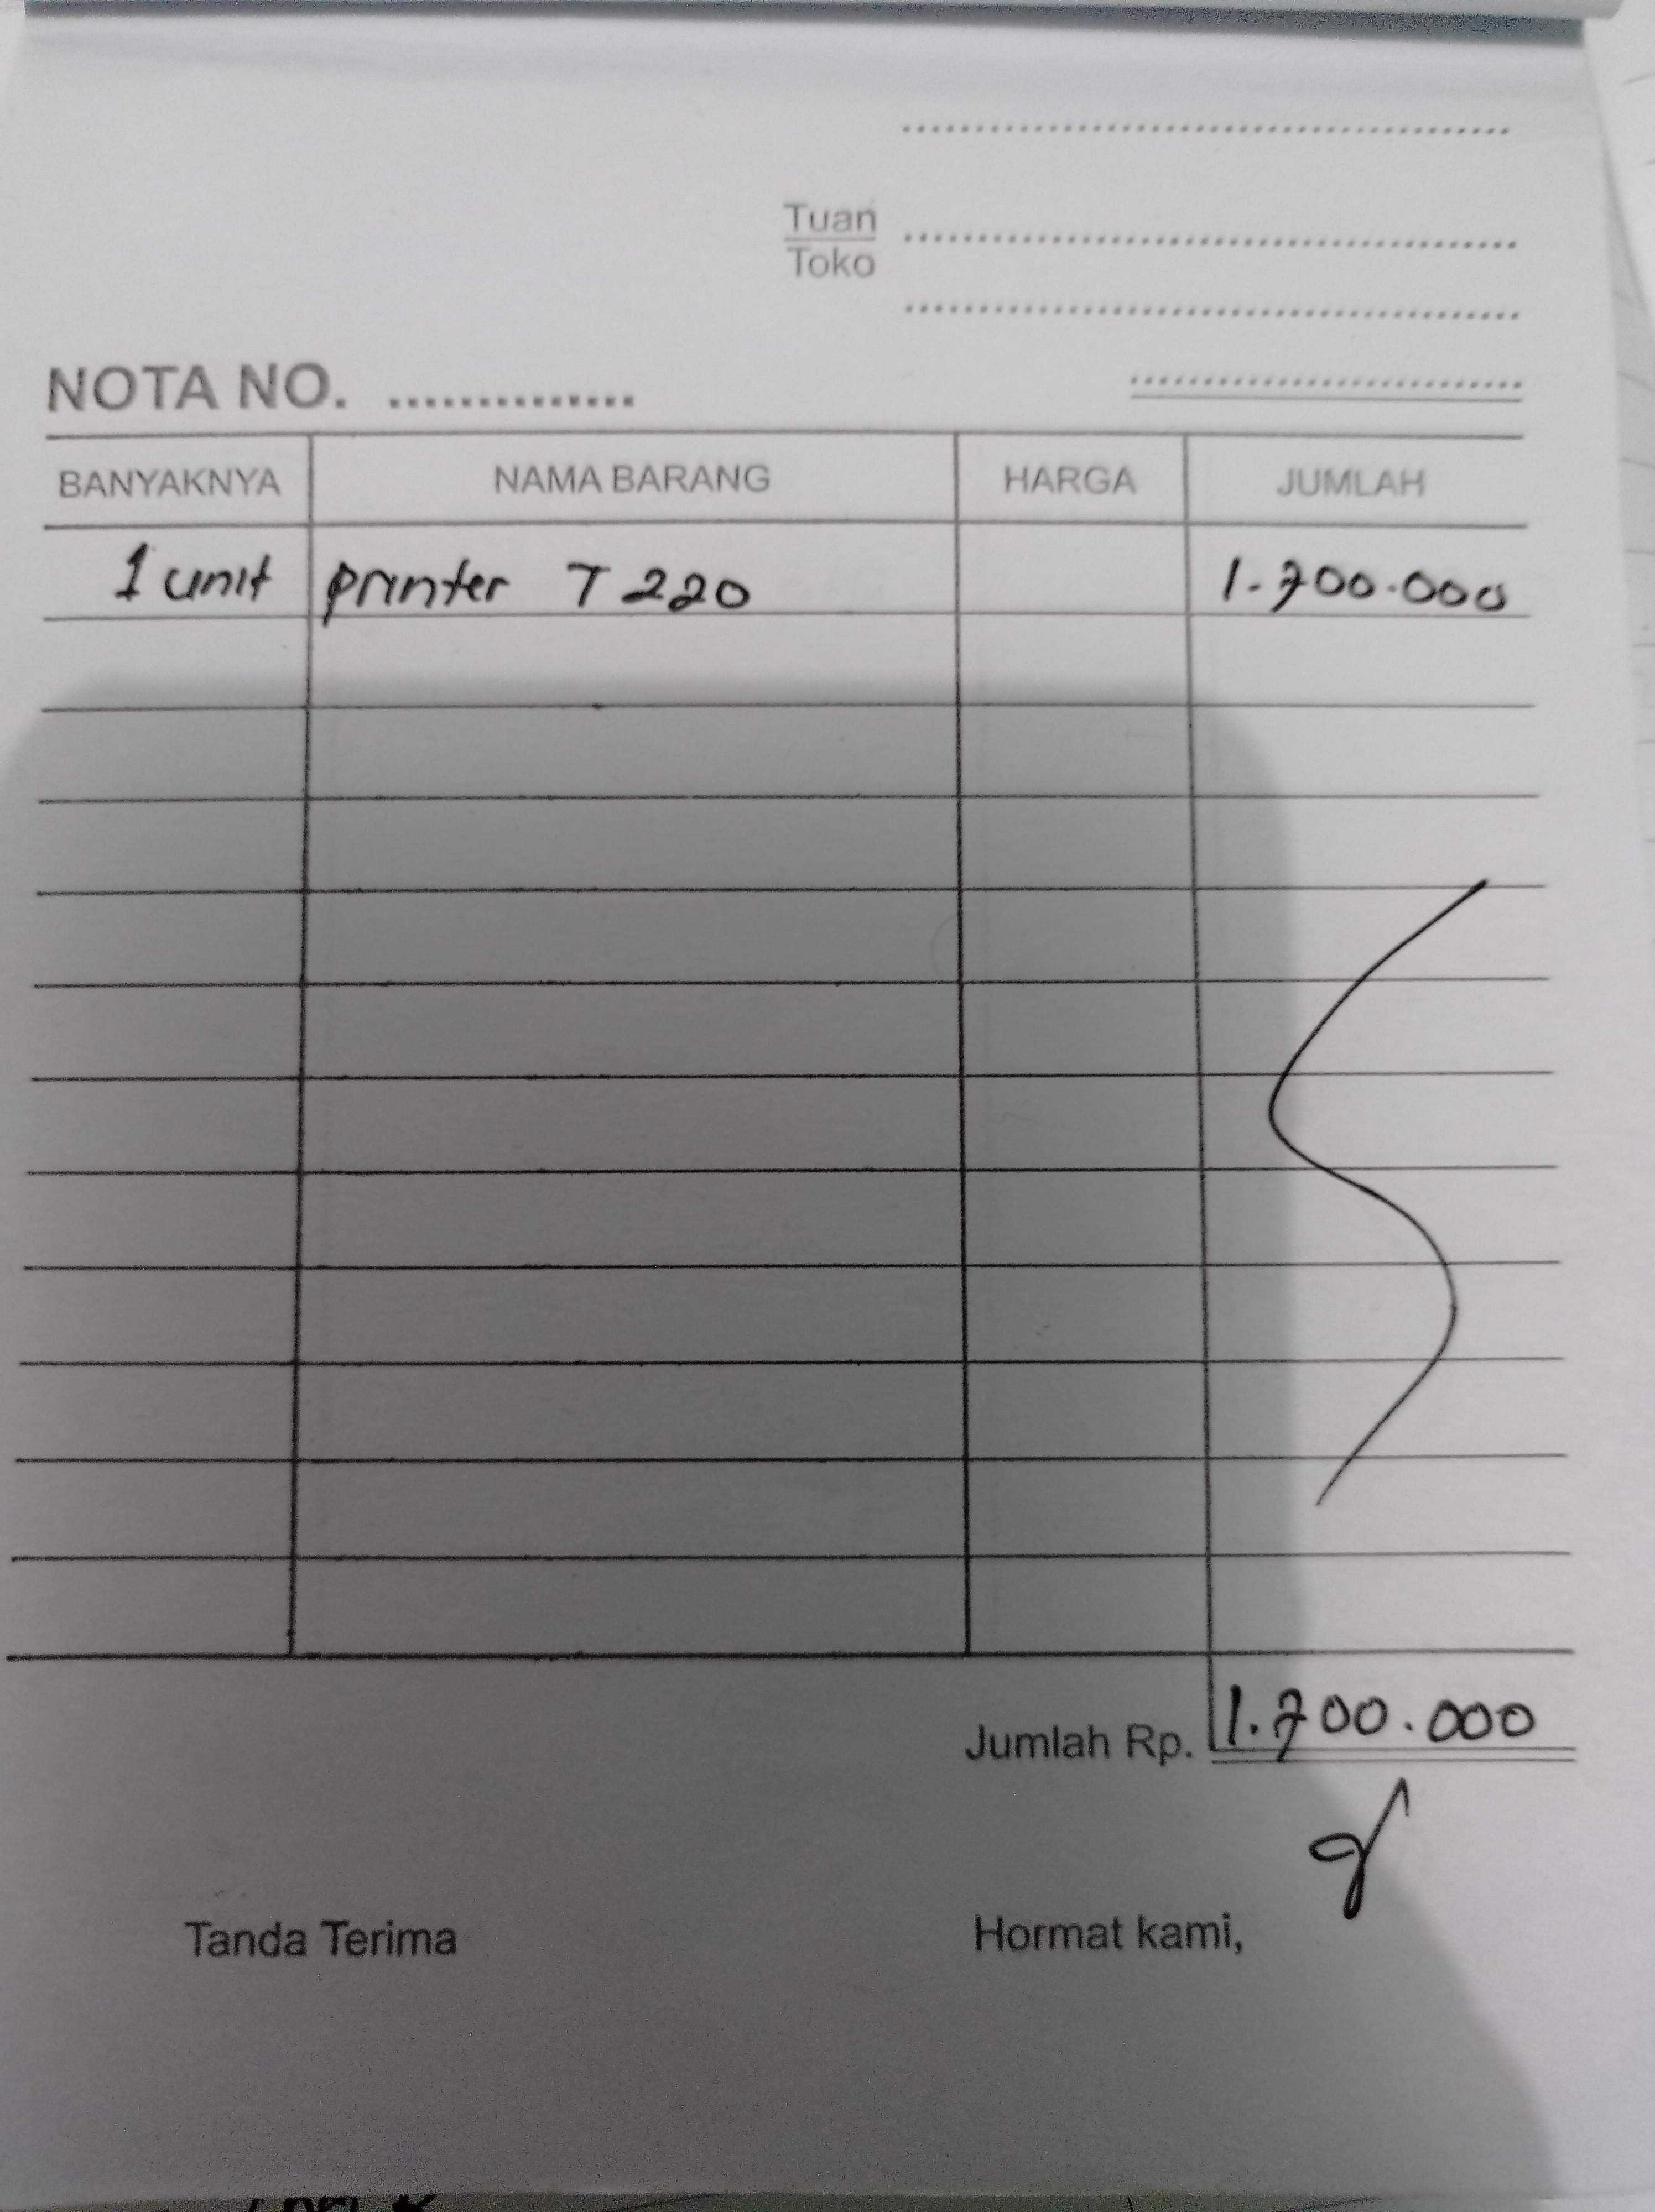 Tuan
Toko
NOTA NO.
BANYAKNYA NAMA BARANG HARGA JUMLAH
1 unit printer T 220 1.700.000
Jumlah Rp. 1.700.000
Tanda Terima Hormat kami,